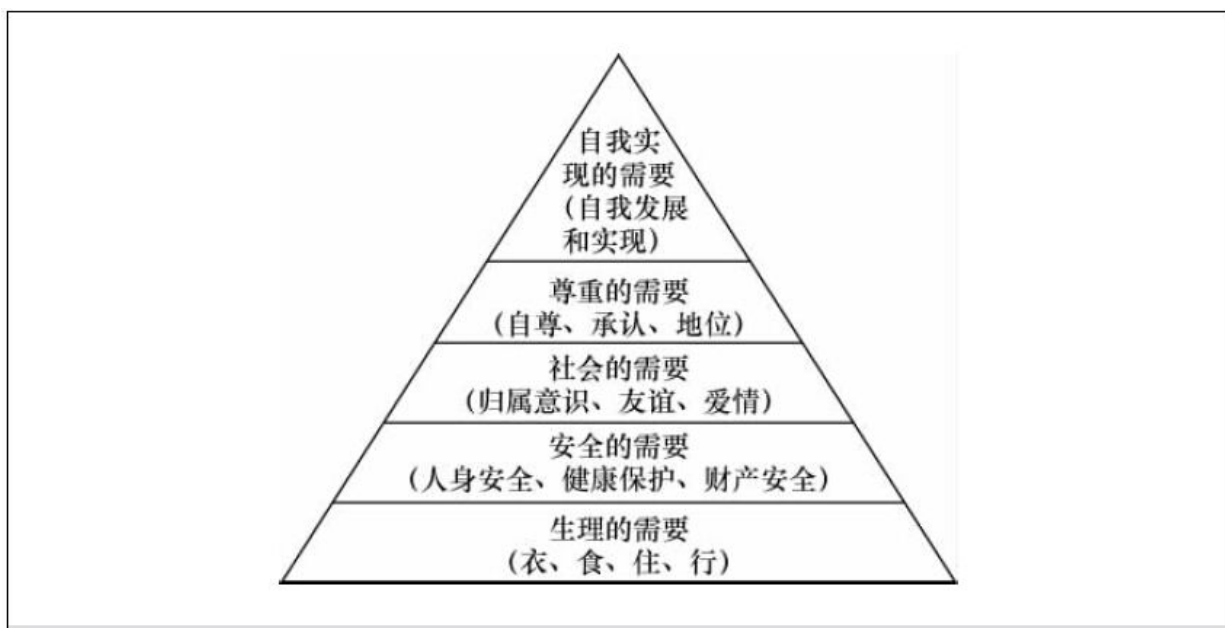 自我实
现的需要
(自我发展
和实现)
尊重的需要
(自尊、承认、地位)
社会的需要
(归属意识、友谊、爱情)
安全的需要
(人身安全、健康保护、财产安全)
生理的需要
(衣、食、住、行)